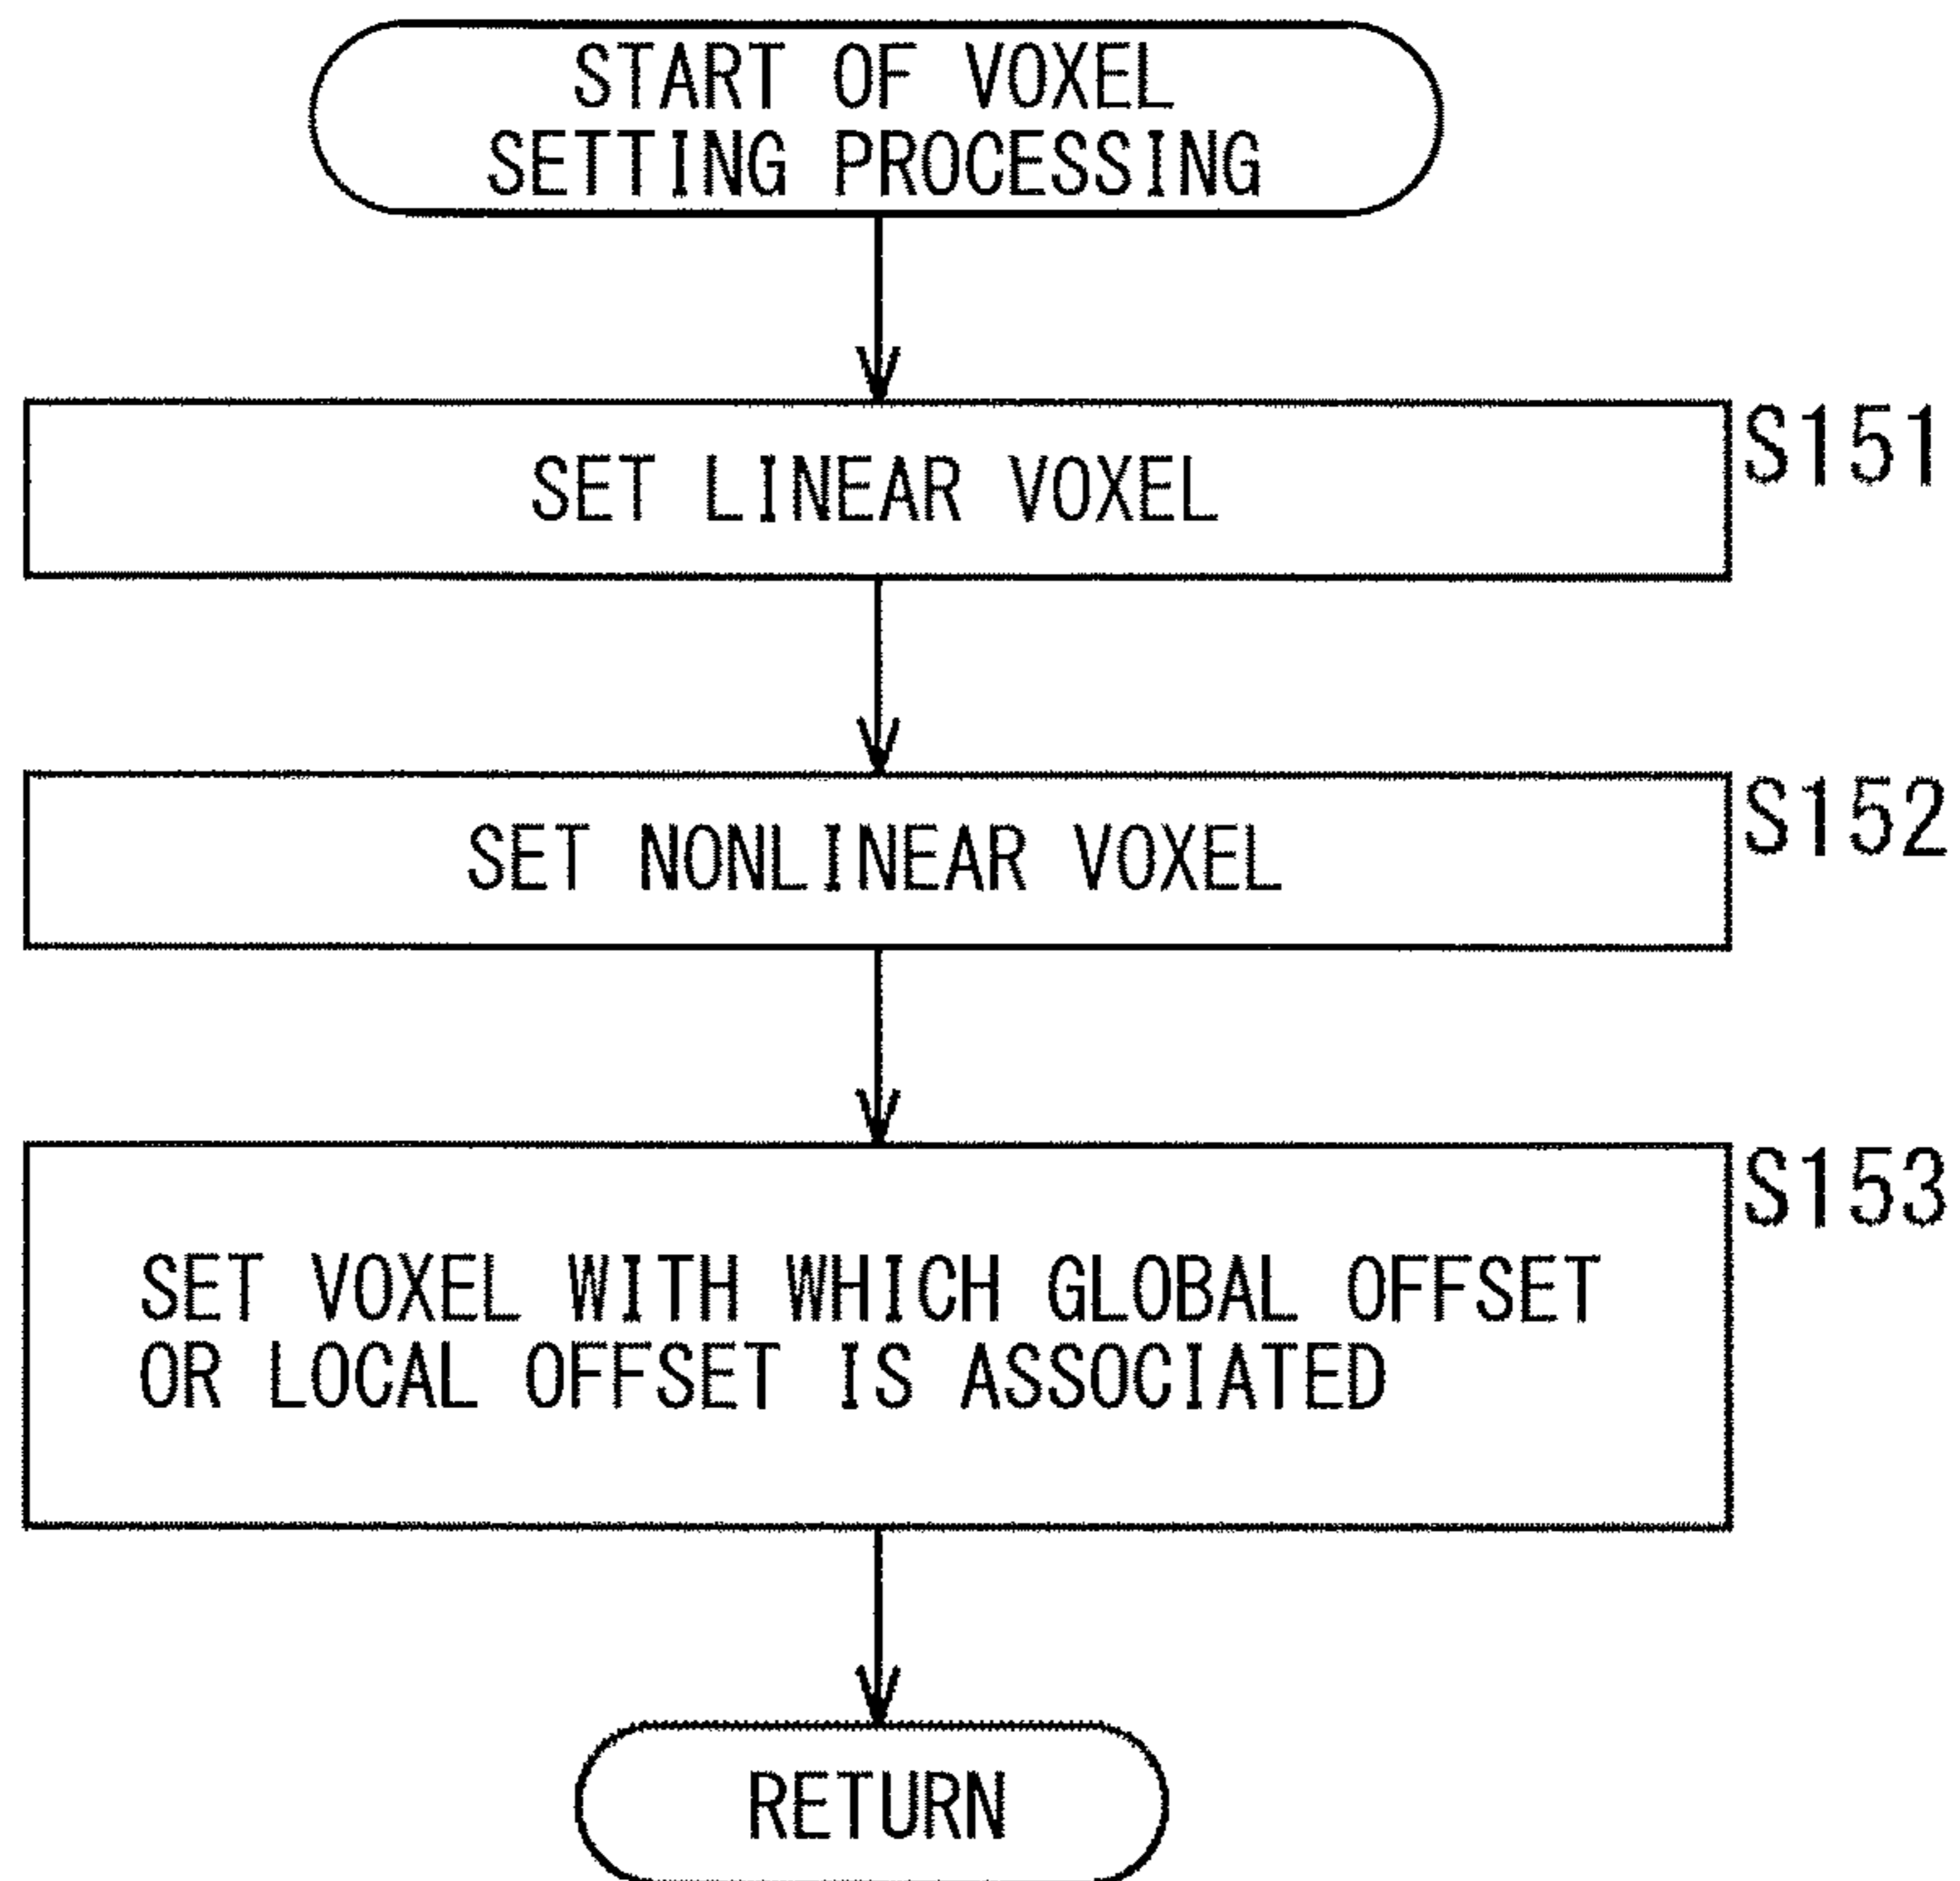 START OF VOXEL
SETTING PROCESSING
S151
SET LINEAR VOXEL
S152
SET NONLINEAR VOXEL
S153
SET VOXEL WITH WHICH GLOBAL OFFSET
OR LOCAL OFFSET IS ASSOCIATED
RETURN